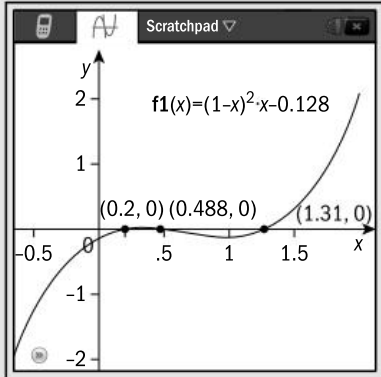 Scratchpad ▽
y
2
f1(x)=(1-x)²·x-0.128
1
(0.2, 0) (0.488, 0) (1.31, 0)
-0.5 0 .5 1 1.5 x
-1
-2